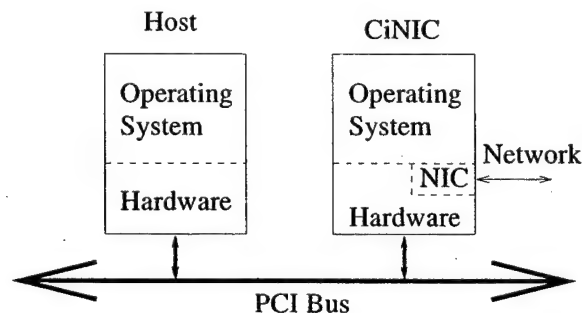 Host
Operating
System
Hardware
CiNIC
Operating
System
NIC
Hardware
Network
PCI Bus